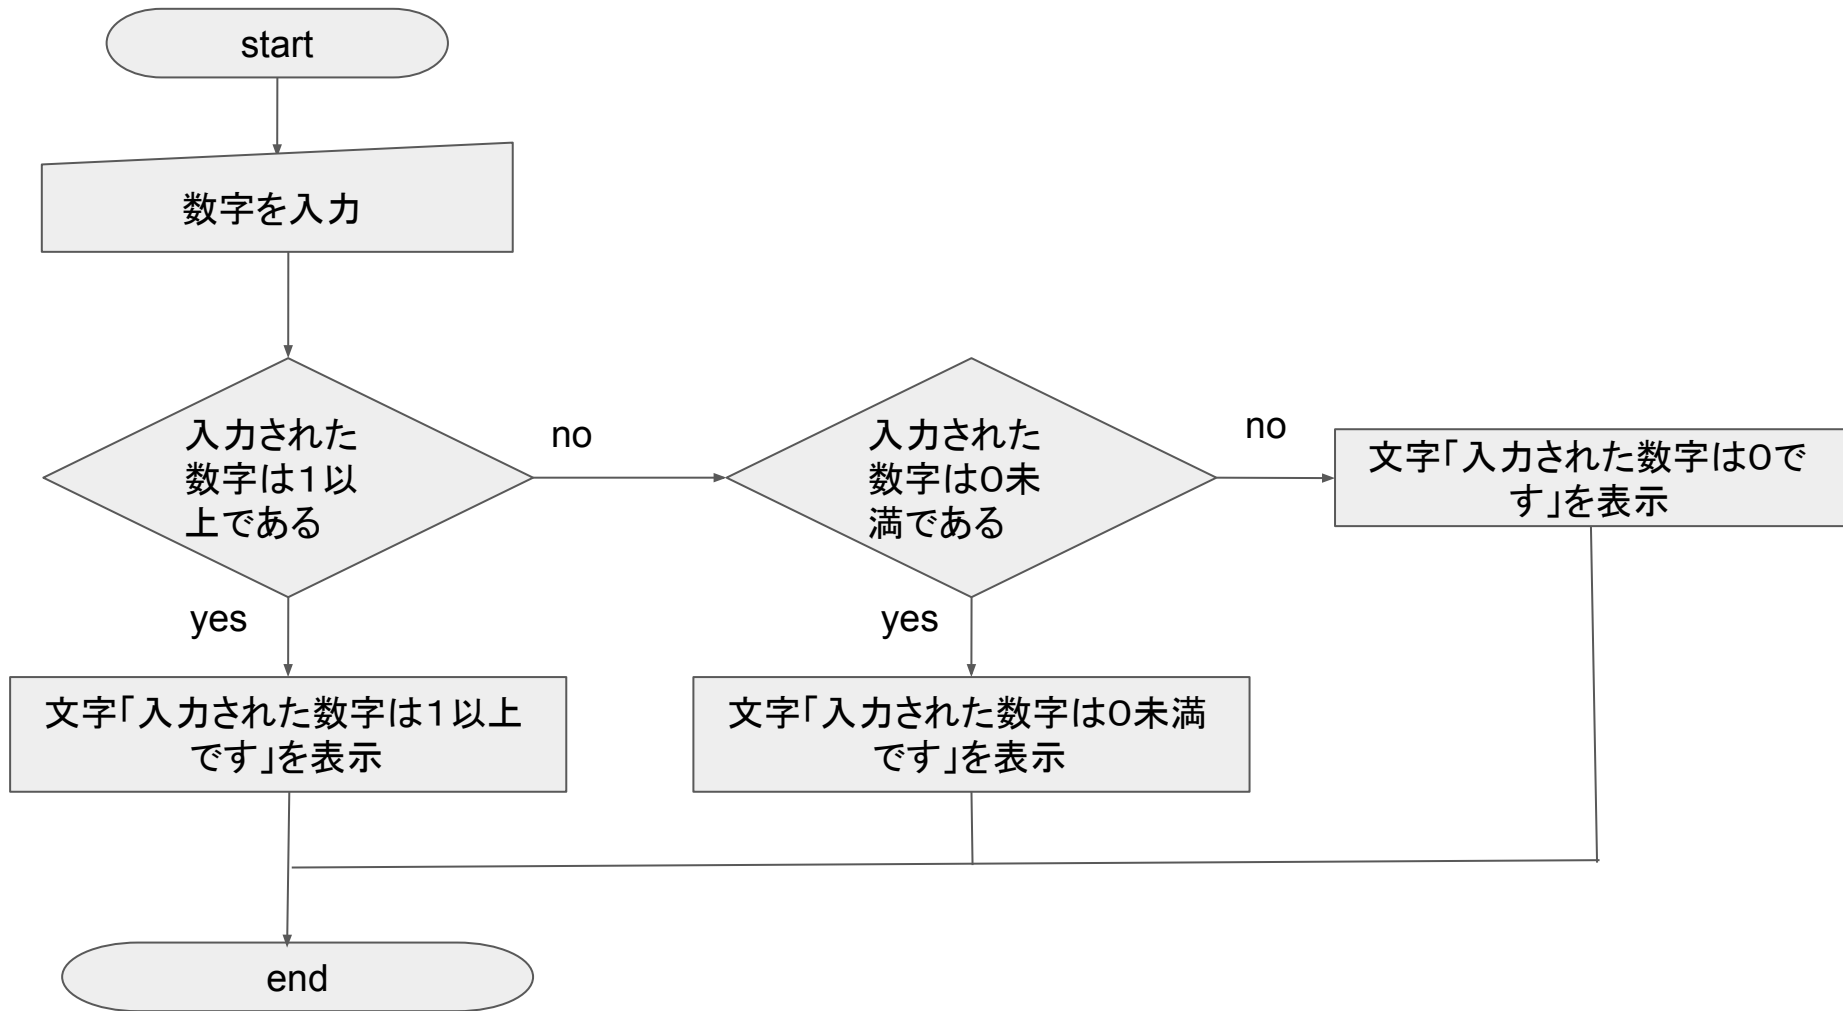 start
数字を入力
入力された
数字は１以
上である
no
入力された
数字は０未
満である
no
文字「入力された数字は０で
す」を表示
yes
yes
文字「入力された数字は１以上
です」を表示
文字「入力された数字は０未満
です」を表示
end